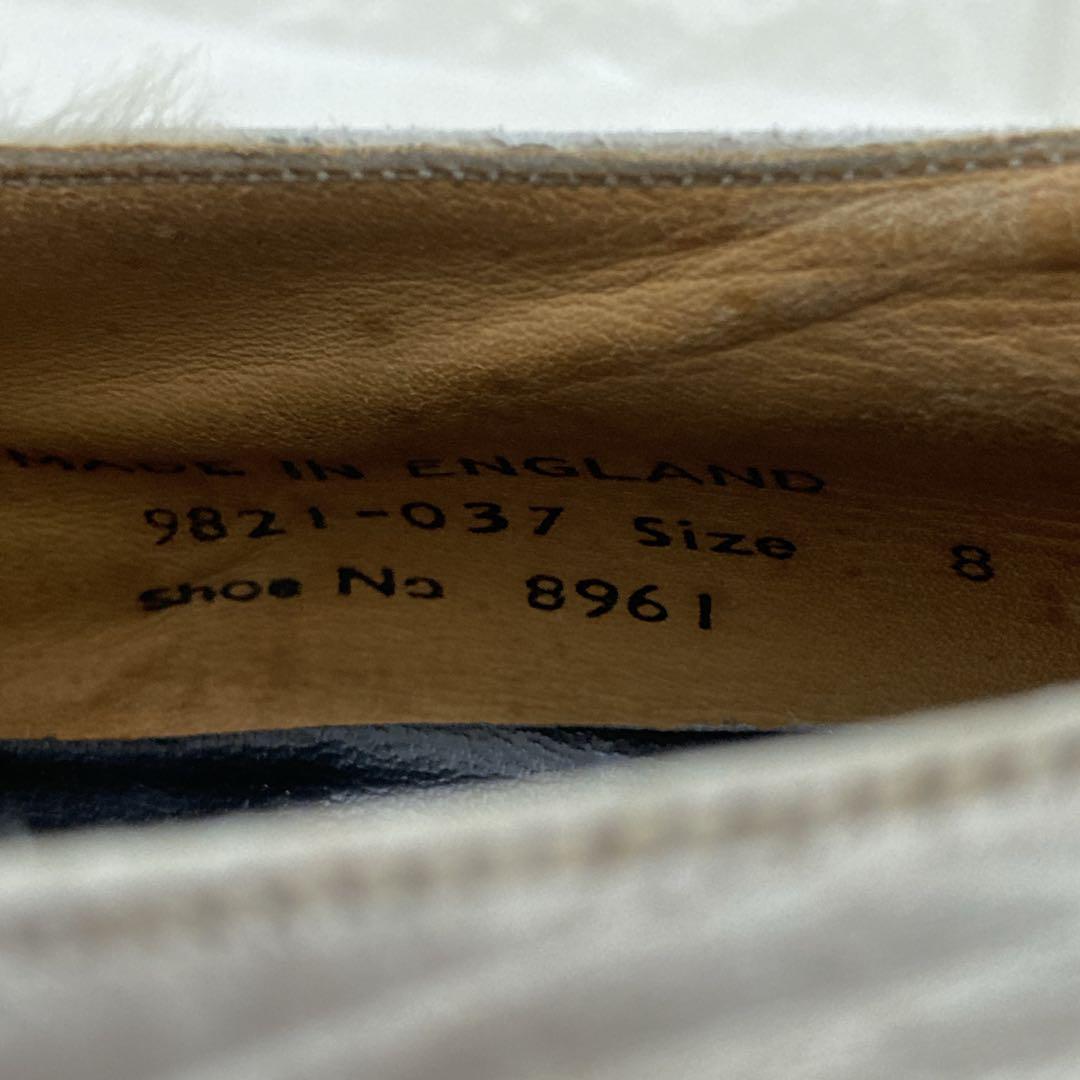 MADE IN ENGLAND
9821-037 Size 8
shoe No 8961